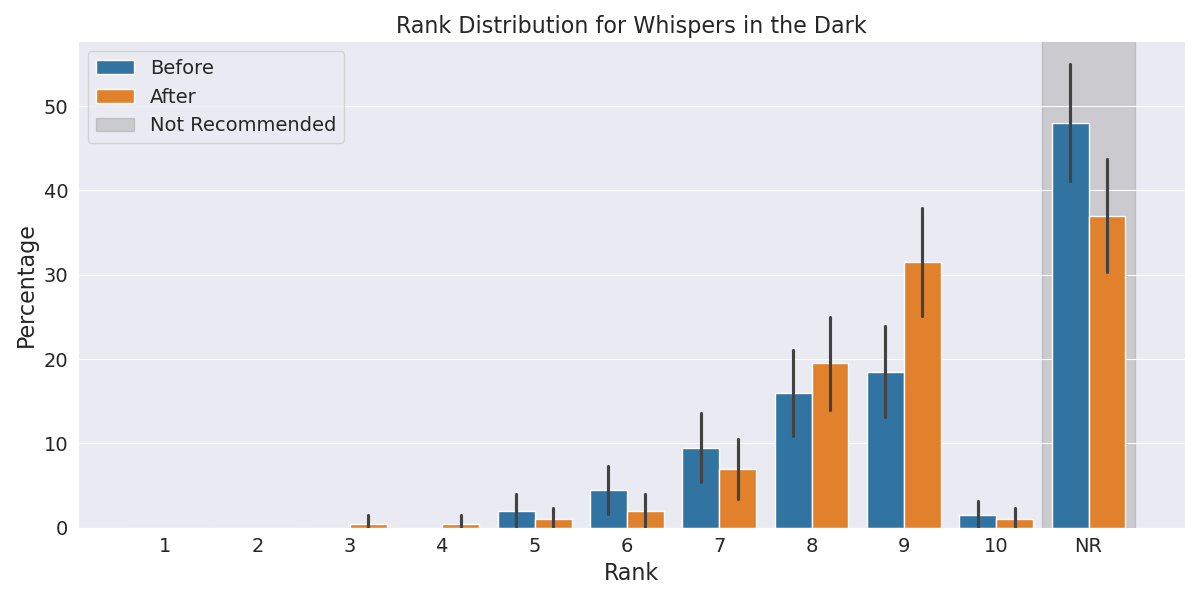 Rank Distribution for Whispers in the Dark
Before
After
Not Recommended
Percentage
50
40
30
20
10
0
1 2 3 4 5 6 7 8 9 10 NR
Rank